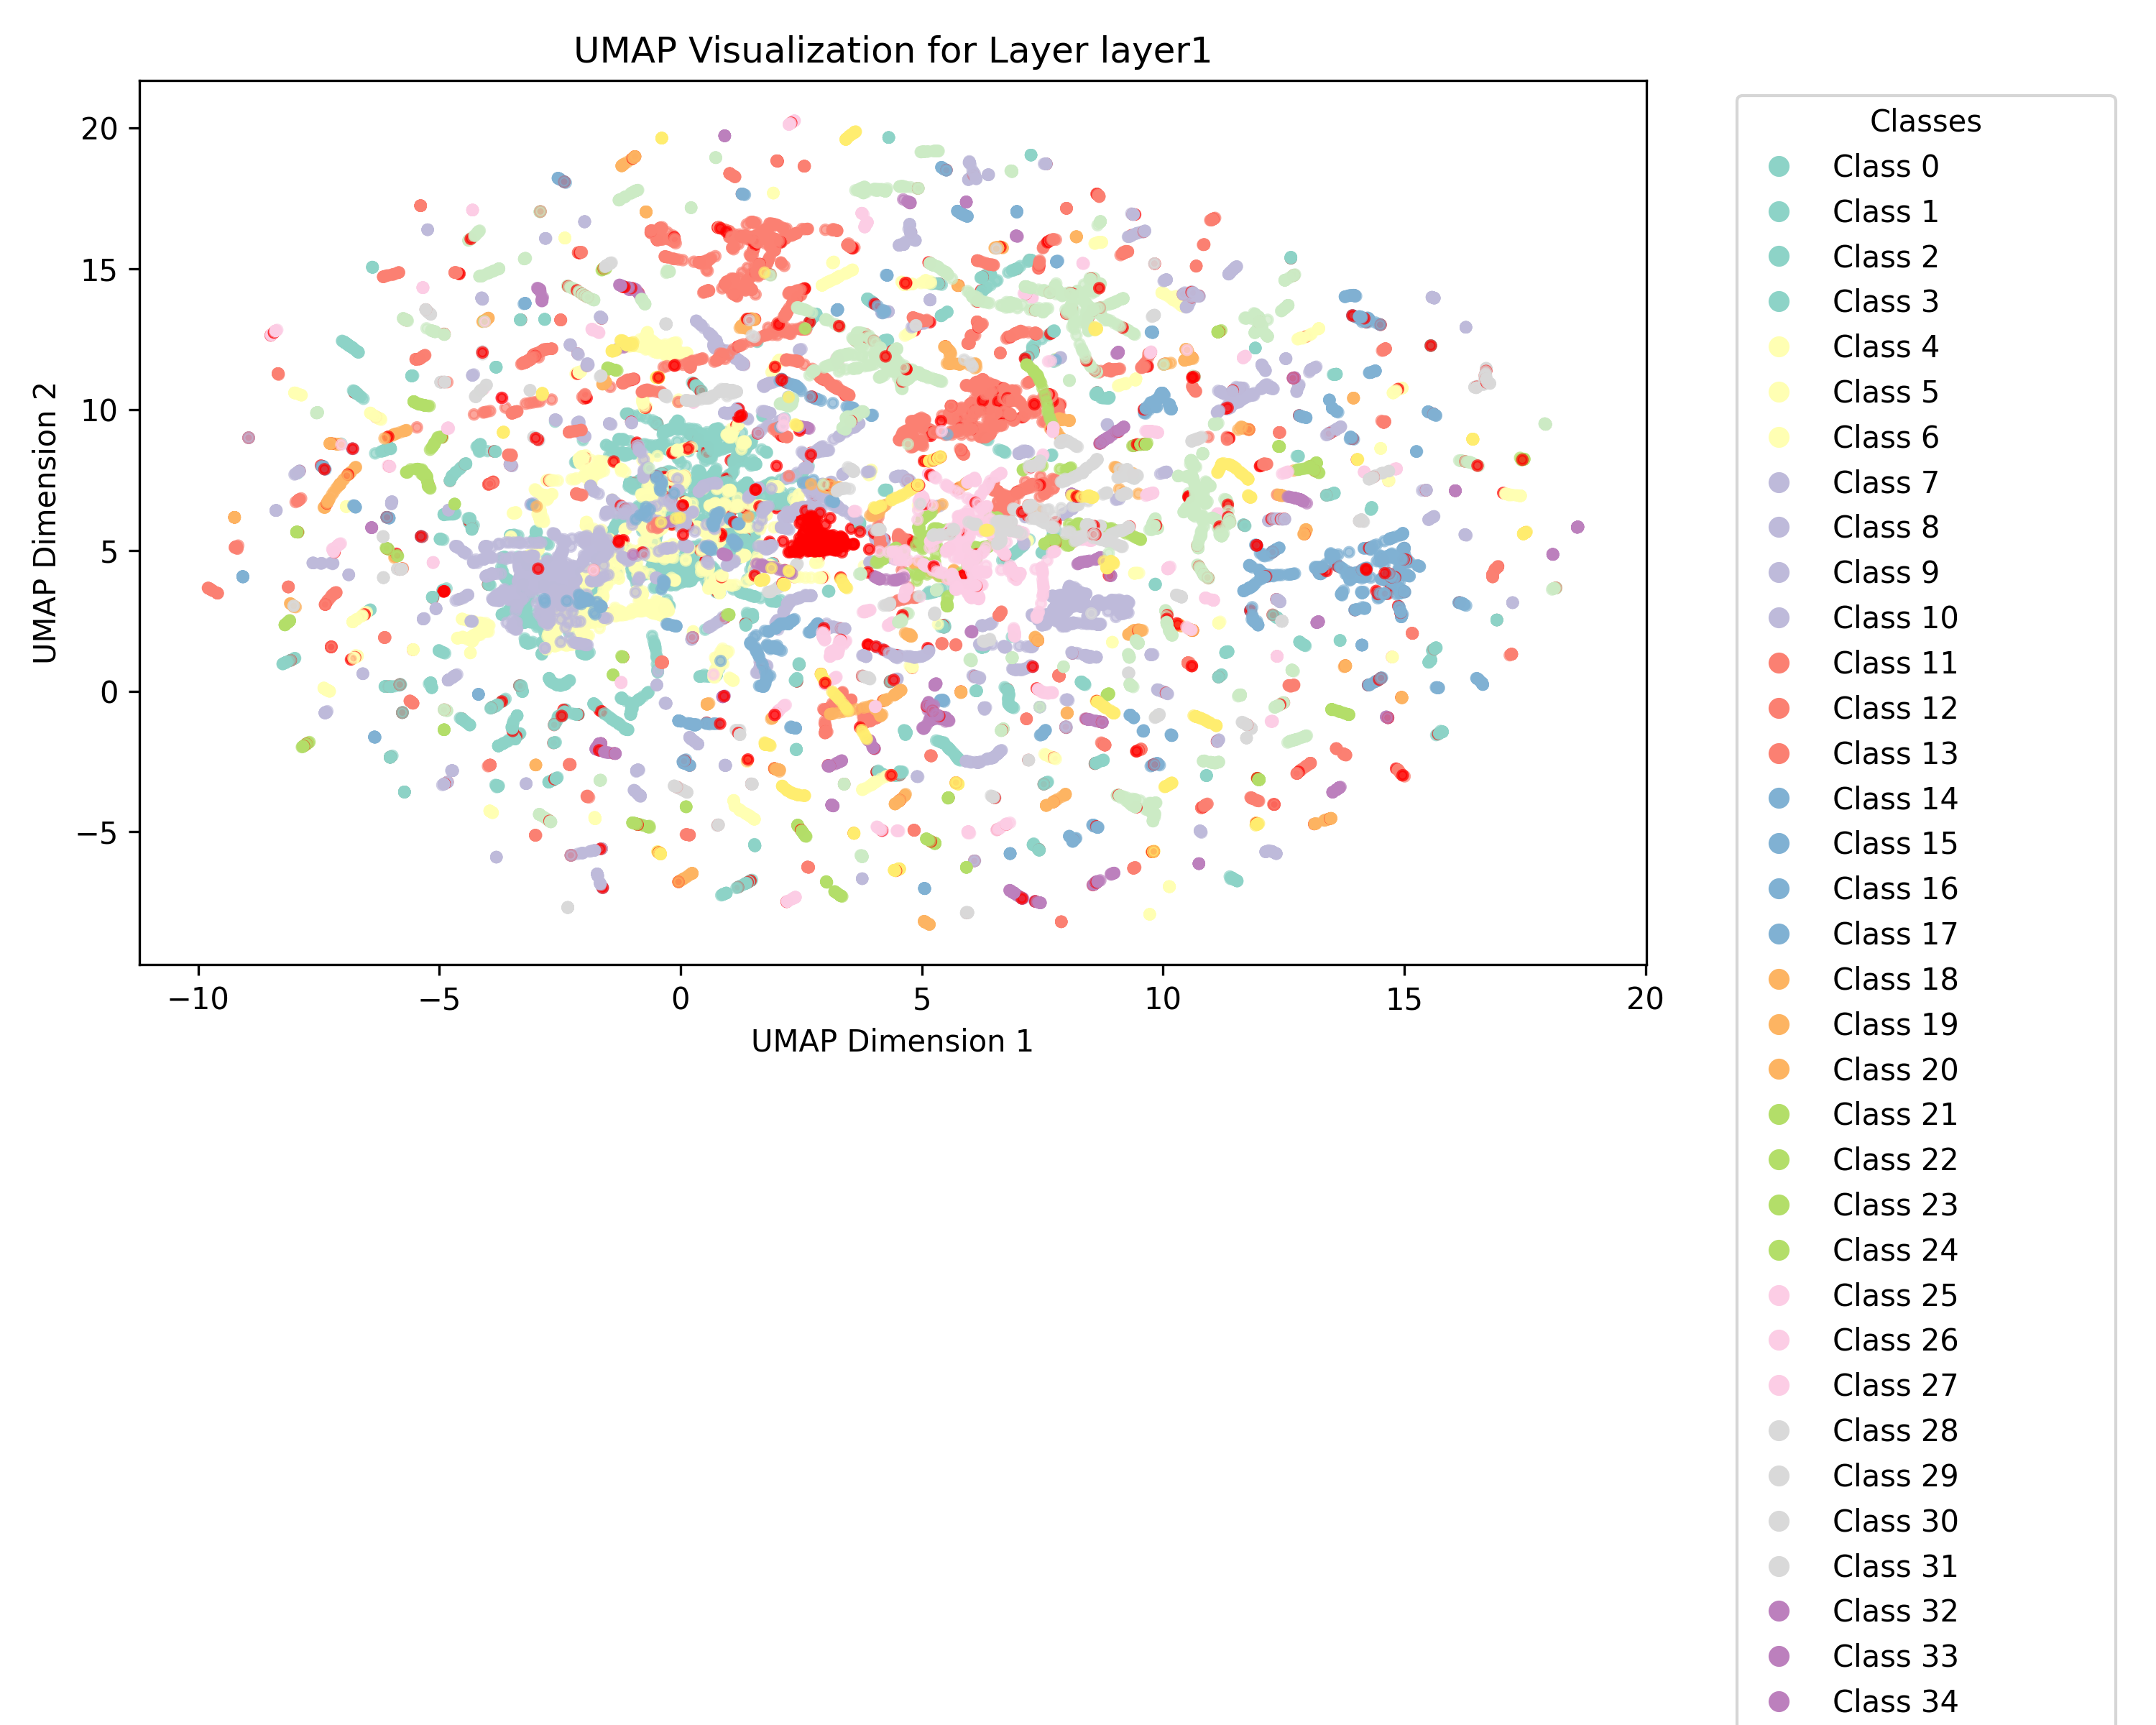 UMAP Visualization for Layer layer1
UMAP Dimension 2
20
15
10
5
0
−5
−10
−5
0
5
10
15
20
UMAP Dimension 1
Classes
Class 0
Class 1
Class 2
Class 3
Class 4
Class 5
Class 6
Class 7
Class 8
Class 9
Class 10
Class 11
Class 12
Class 13
Class 14
Class 15
Class 16
Class 17
Class 18
Class 19
Class 20
Class 21
Class 22
Class 23
Class 24
Class 25
Class 26
Class 27
Class 28
Class 29
Class 30
Class 31
Class 32
Class 33
Class 34